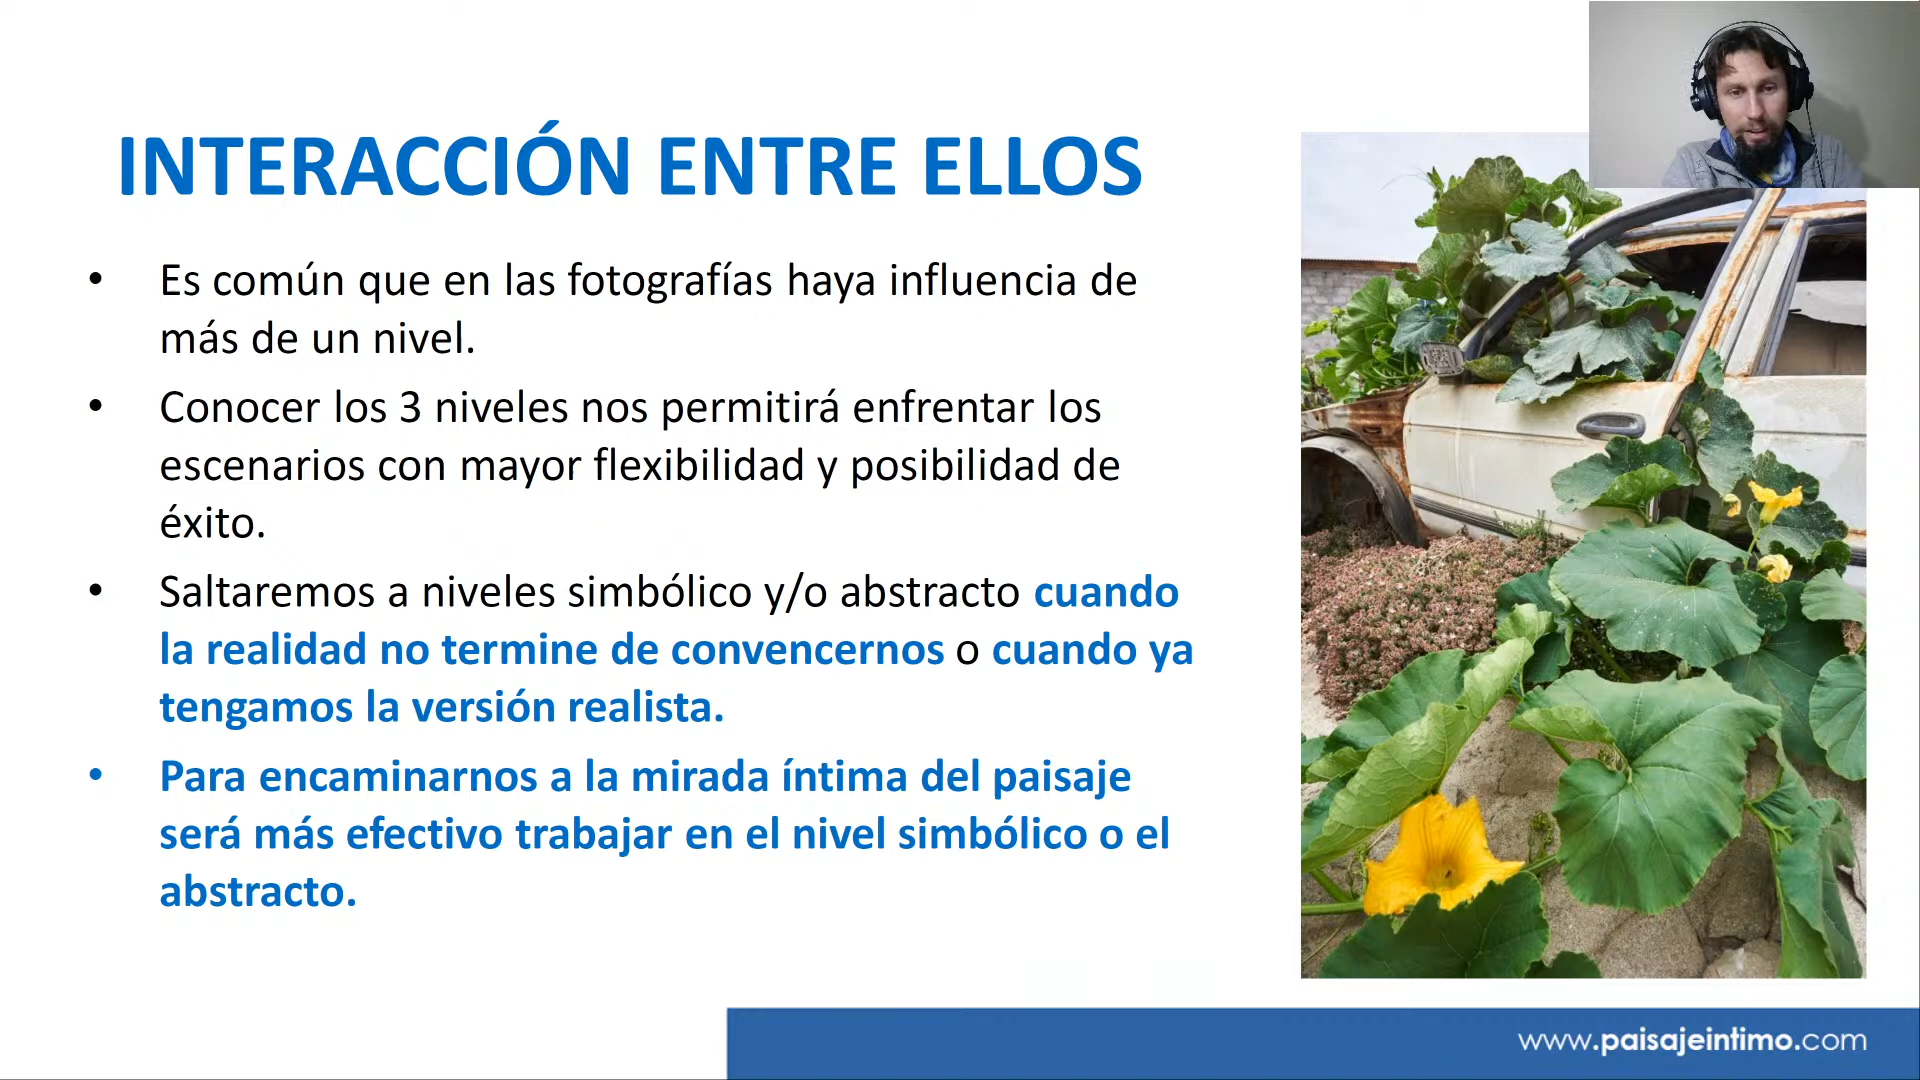 INTERACCIÓN ENTRE ELLOS
• Es común que en las fotografías haya influencia de
más de un nivel.
• Conocer los 3 niveles nos permitirá enfrentar los
escenarios con mayor flexibilidad y posibilidad de
éxito.
• Saltaremos a niveles simbólico y/o abstracto cuando
la realidad no termine de convencernos o cuando ya
tengamos la versión realista.
• Para encaminarnos a la mirada íntima del paisaje
será más efectivo trabajar en el nivel simbólico o el
abstracto.
www.paisajeintimo.com